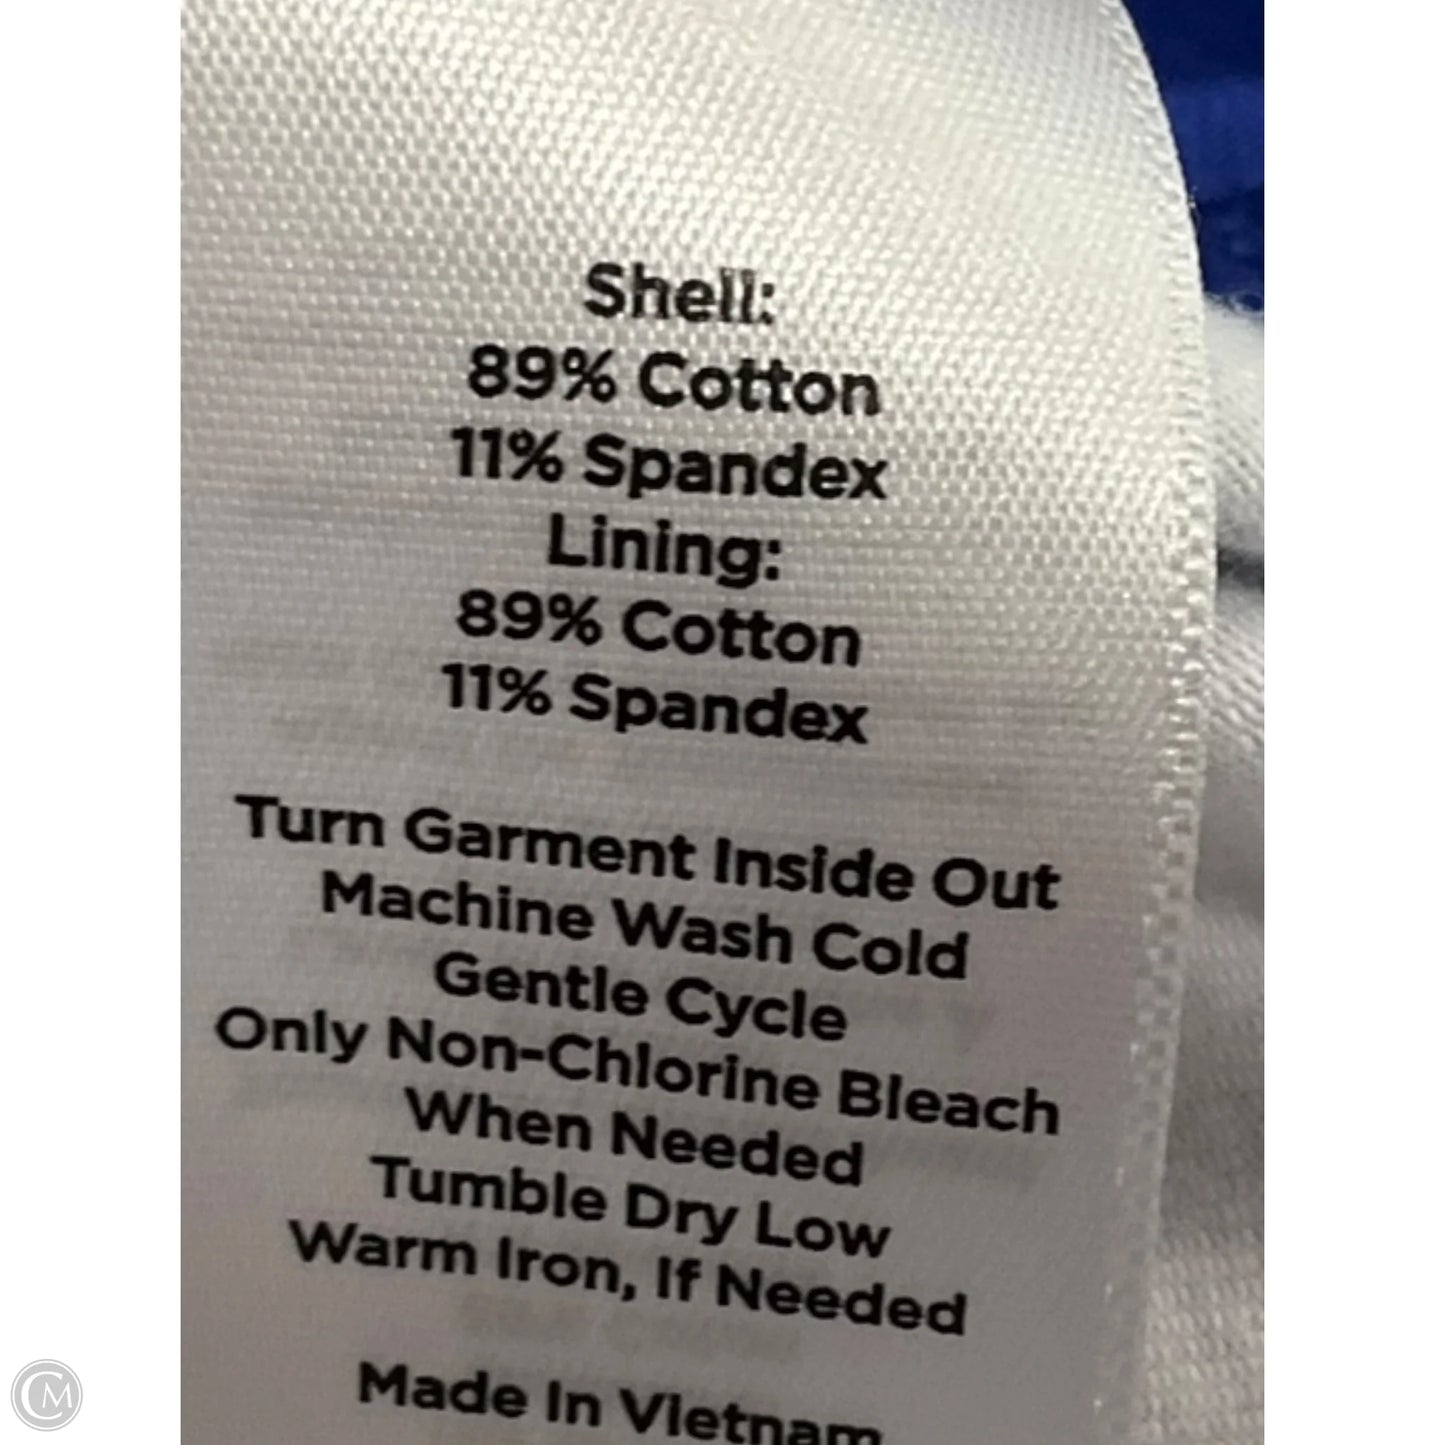 Shell:
89% Cotton
11% Spandex
Lining:
89% Cotton
11% Spandex
Turn Garment Inside Out
Machine Wash Cold
Gentle Cycle
Only Non-Chlorine Bleach
When Needed
Tumble Dry Low
Warm Iron, If Needed
Made In Vietnam
CM